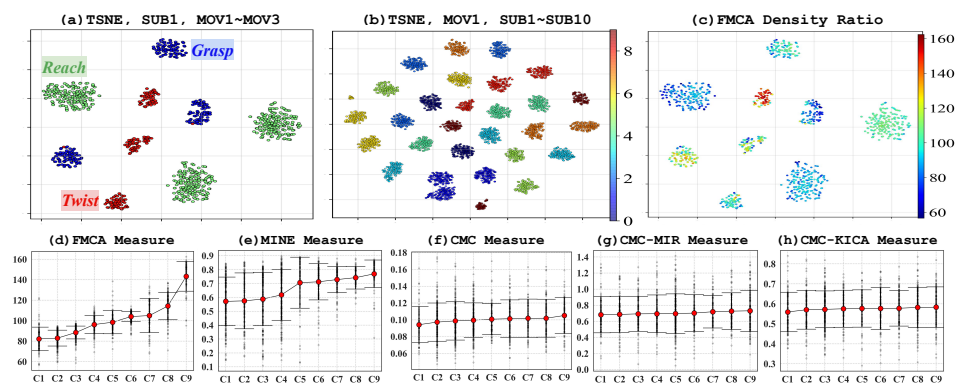 (a)TSNE, SUB1, MOV1~MOV3
(b)TSNE, MOV1, SUB1~SUB10
(c)FMCA Density Ratio
Grasp
Reach
Twist
8
6
4
2
0
160
140
120
100
80
60
(d)FMCA Measure
(e)MINE Measure
(f)CMC Measure
(g)CMC-MIR Measure
(h)CMC-KICA Measure
160
140
120
100
80
60
C1 C2 C3 C4 C5 C6 C7 C8 C9
0.9
0.8
0.7
0.6
0.5
0.4
0.3
0.2
0.1
C1 C2 C3 C4 C5 C6 C7 C8 C9
0.18
0.16
0.14
0.12
0.10
0.08
0.06
C1 C2 C3 C4 C5 C6 C7 C8 C9
1.4
1.2
1.0
0.8
0.6
0.4
0.2
0.0
C1 C2 C3 C4 C5 C6 C7 C8 C9
0.8
0.7
0.6
0.5
0.4
0.3
C1 C2 C3 C4 C5 C6 C7 C8 C9